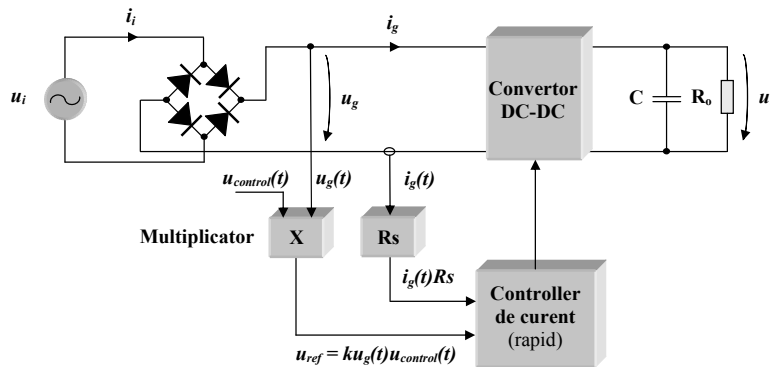 i_i
i_g
u_i
u_g
Convertor
DC-DC
C
R_o
u
u_control(t)
u_g(t)
i_g(t)
Multiplicator
X
Rs
i_g(t)Rs
Controller
de curent
(rapid)
u_ref = ku_g(t)u_control(t)